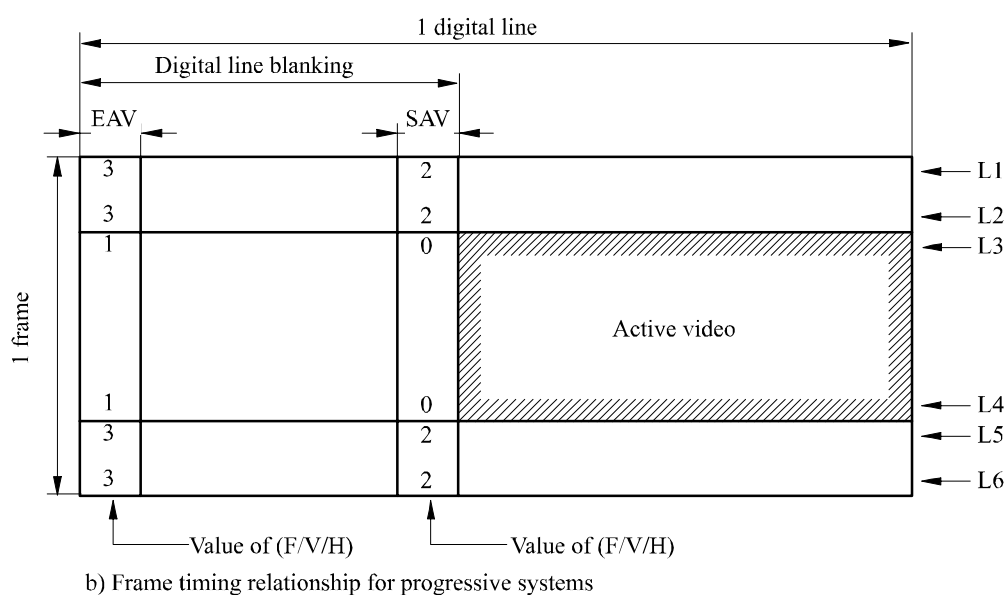 1 digital line
Digital line blanking
EAV
SAV
3
2
L1
3
2
L2
1
0
L3
Active video
1 frame
1
0
L4
3
2
L5
3
2
L6
Value of (F/V/H)
Value of (F/V/H)
b) Frame timing relationship for progressive systems